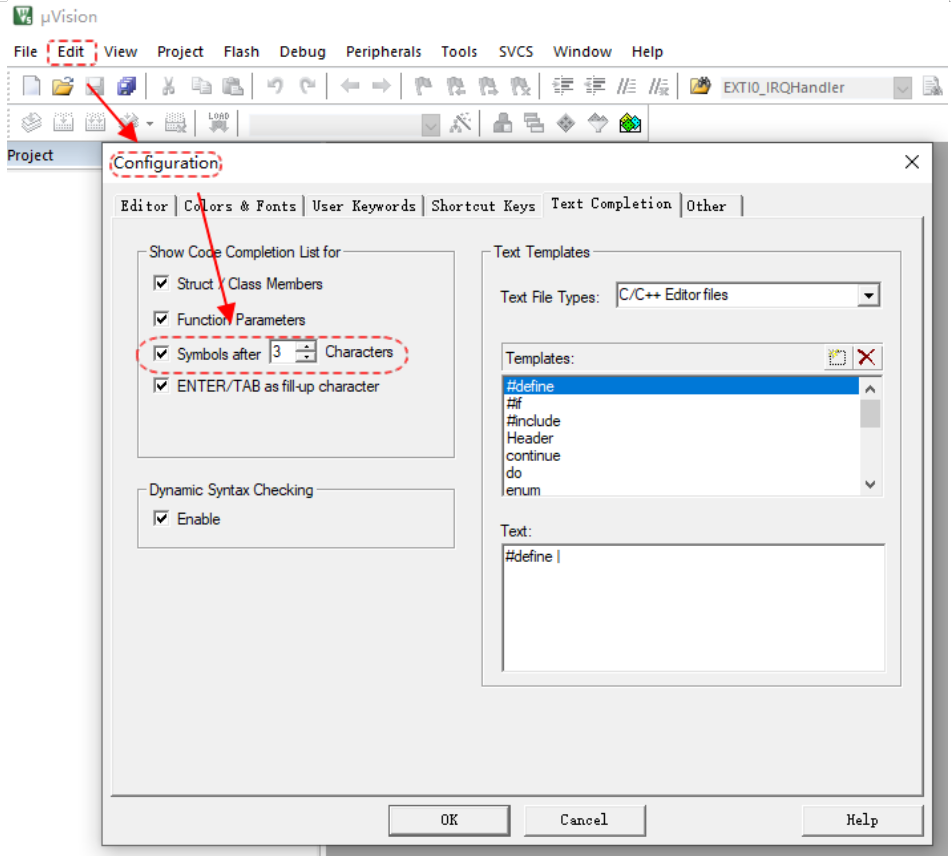 µVision
File Edit View Project Flash Debug Peripherals Tools SVCS Window Help
EXTI0_IRQHandler
LOAD
Project
Configuration
Editor Colors & Fonts User Keywords Shortcut Keys Text Completion Other
Show Code Completion List for
Struct / Class Members
Function Parameters
Symbols after 3 Characters
ENTER/TAB as fill-up character
Dynamic Syntax Checking
Enable
Text Templates
Text File Types: C/C++ Editor files
Templates:
#define
#if
#include
Header
continue
do
enum
Text:
#define |
OK Cancel Help